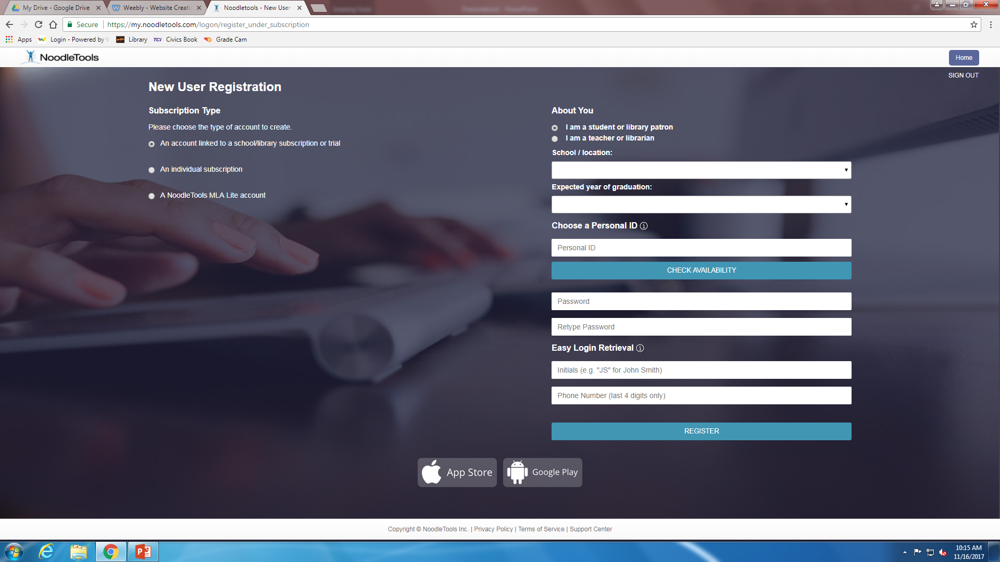 My Drive - Google Drive
Weebly - Website Creati
Noodletools - New User
Secure
https://my.noodletools.com/logon/register_under_subscription
Apps
Login - Powered by
Library
TCi
Civics Book
Grade Cam
NoodleTools
Home
SIGN OUT
New User Registration
Subscription Type
Please choose the type of account to create.
An account linked to a school/library subscription or trial
An individual subscription
A NoodleTools MLA Lite account
About You
I am a student or library patron
I am a teacher or librarian
School / location:
Expected year of graduation:
Choose a Personal ID
Personal ID
CHECK AVAILABILITY
Password
Retype Password
Easy Login Retrieval
Initials (e.g. "JS" for John Smith)
Phone Number (last 4 digits only)
REGISTER
App Store
Google Play
Copyright © NoodleTools Inc. | Privacy Policy | Terms of Service | Support Center
10:15 AM
11/16/2017